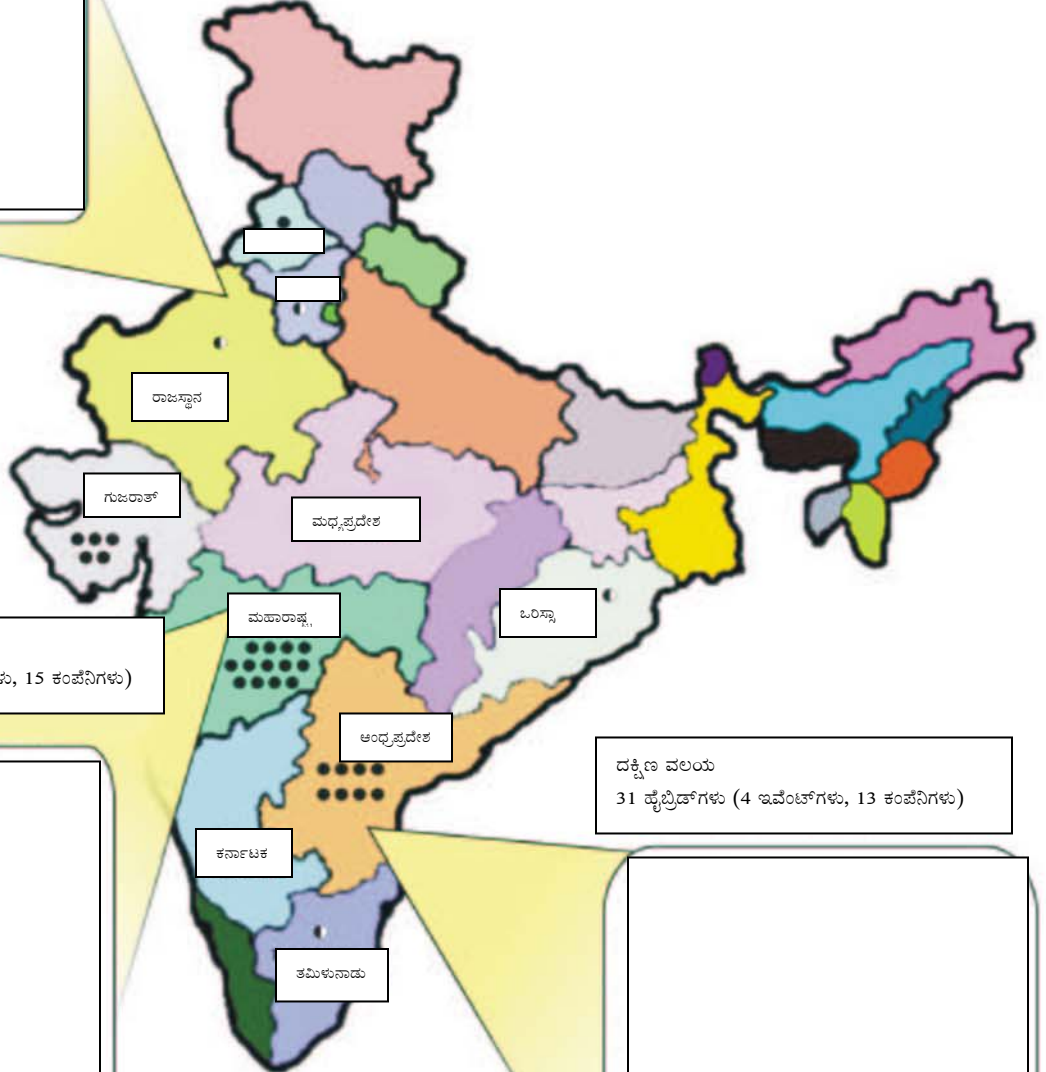 ರಾಜಸ್ಥಾನ
ಗುಜರಾತ್
ಮಧ್ಯಪ್ರದೇಶ
ಮಹಾರಾಷ್ಟ್ರ
ಒರಿಸ್ಸಾ
15 ಕಂಪೆನಿಗಳು)
ಆಂಧ್ರಪ್ರದೇಶ
ದಕ್ಷಿಣ ವಲಯ
31 ಹೈಬ್ರಿಡ್‌ಗಳು (4 ಇವೆಂಟ್‌ಗಳು, 13 ಕಂಪೆನಿಗಳು)
ಕರ್ನಾಟಕ
ತಮಿಳುನಾಡು